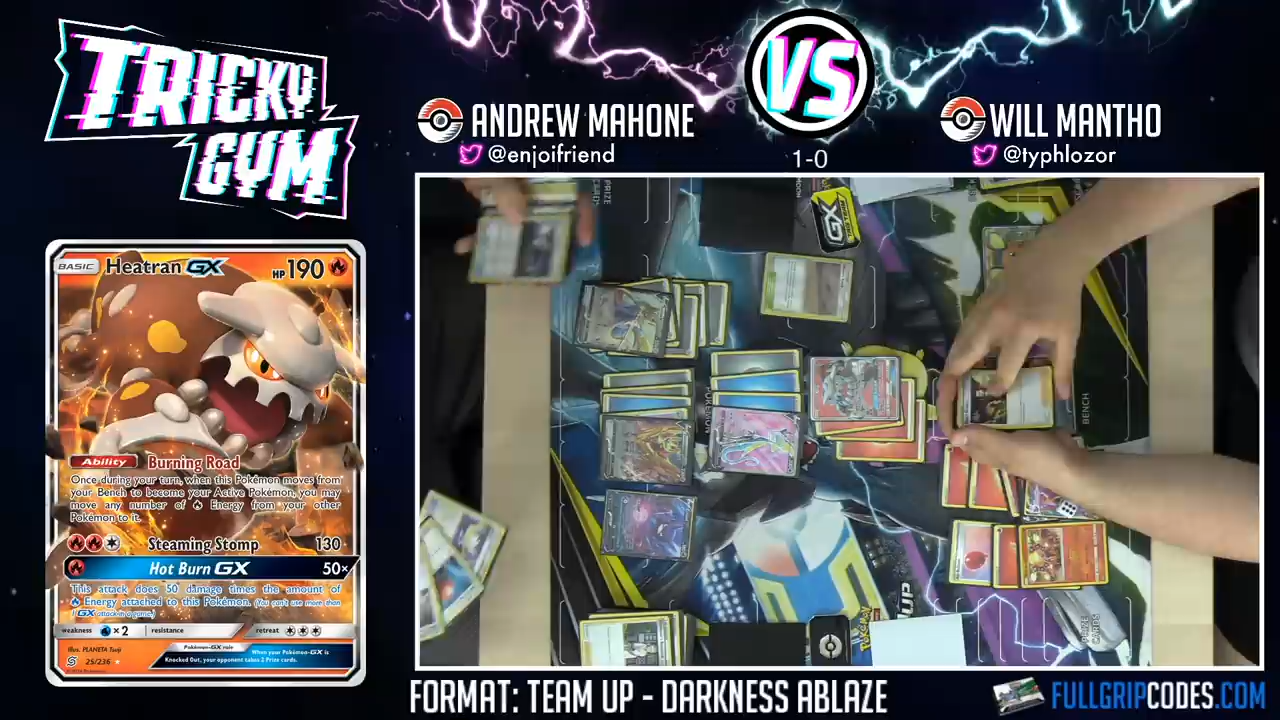 TRICKY
GYM
ANDREW MAHONE
@enjoifriend
VS
1-0
WILL MANTHO
@typhlozor
BASIC Heatran GX HP 190
Ability Burning Road
Once during your turn, when this Pokémon moves from
your Bench to become your Active Pokémon, you may
move any number of Energy from your other
Pokémon to it.
Steaming Stomp 130
Hot Burn GX 50×
This attack does 50 damage times the amount of
Energy attached to this Pokémon. (You can't use more than
1 GX attack in a game.)
weakness ×2 resistance retreat
Pokémon-GX rule
When your Pokémon-GX is
Knocked Out, your opponent takes 2 Prize cards.
Illus. PLANETA Tsuji
25/236
GX
POKÉMON
BENCH
FORMAT: TEAM UP - DARKNESS ABLAZE
FULLGRIPCODES.COM